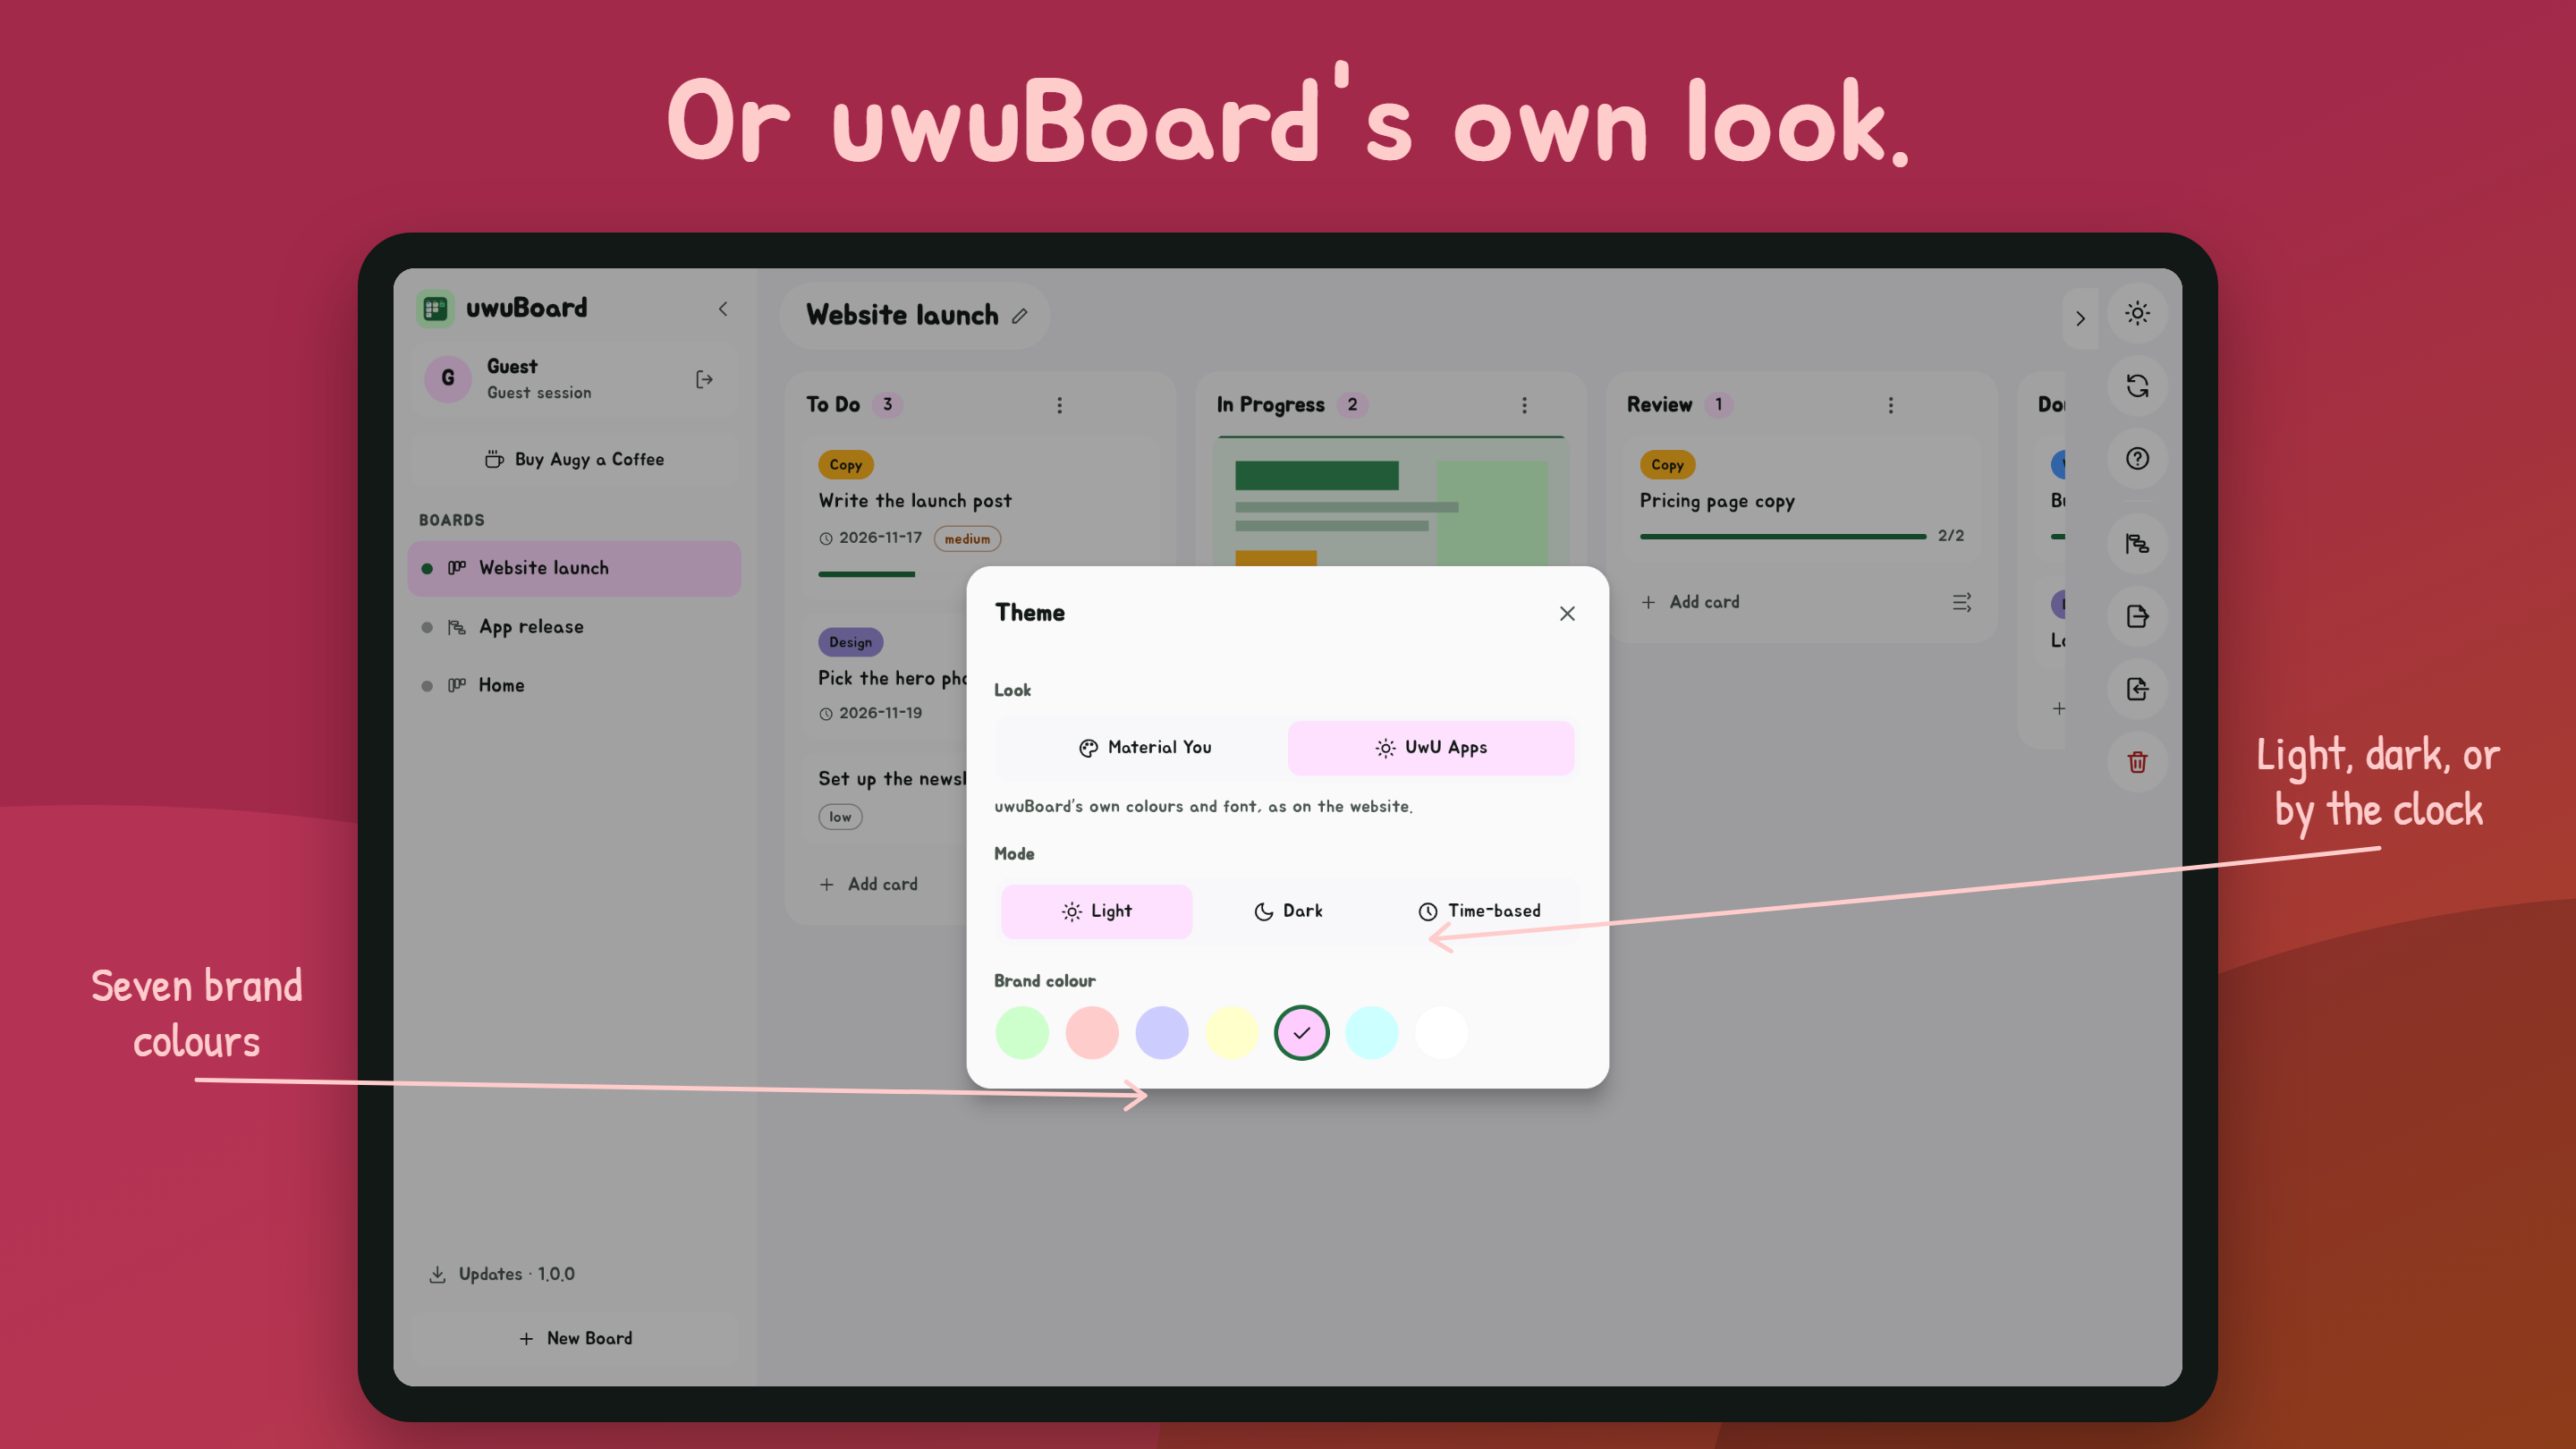 Or uwuBoard's own look.
uwuBoard
G
Guest
Guest session
Buy Augy a Coffee
BOARDS
Website launch
App release
Home
Updates · 1.0.0
+ New Board
Website launch
To Do 3
Copy
Write the launch post
2026-11-17 medium
Design
Pick the hero
2026-11-19
Set up the
low
+ Add card
In Progress 2
Review 1
Copy
Pricing page copy
2/2
+ Add card
Theme
Look
Material You
UwU Apps
uwuBoard's own colours and font, as on the website.
Mode
Light
Dark
Time-based
Brand colour
Seven brand
colours
Light, dark, or
by the clock